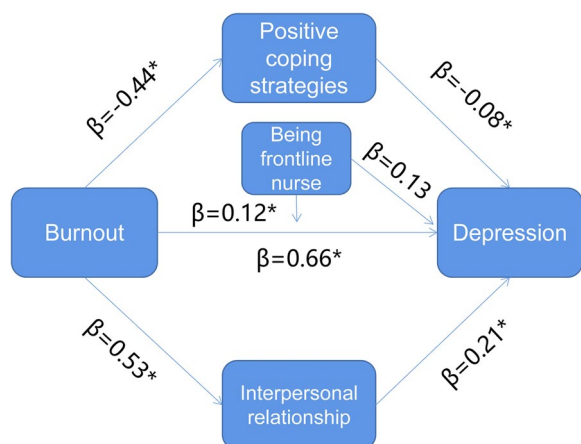 Positive
coping
strategies
β=-0.44*
β=-0.08*
Being
frontline
nurse
β=0.13
β=0.12*
Burnout
Depression
β=0.66*
β=0.53*
β=0.21*
Interpersonal
relationship